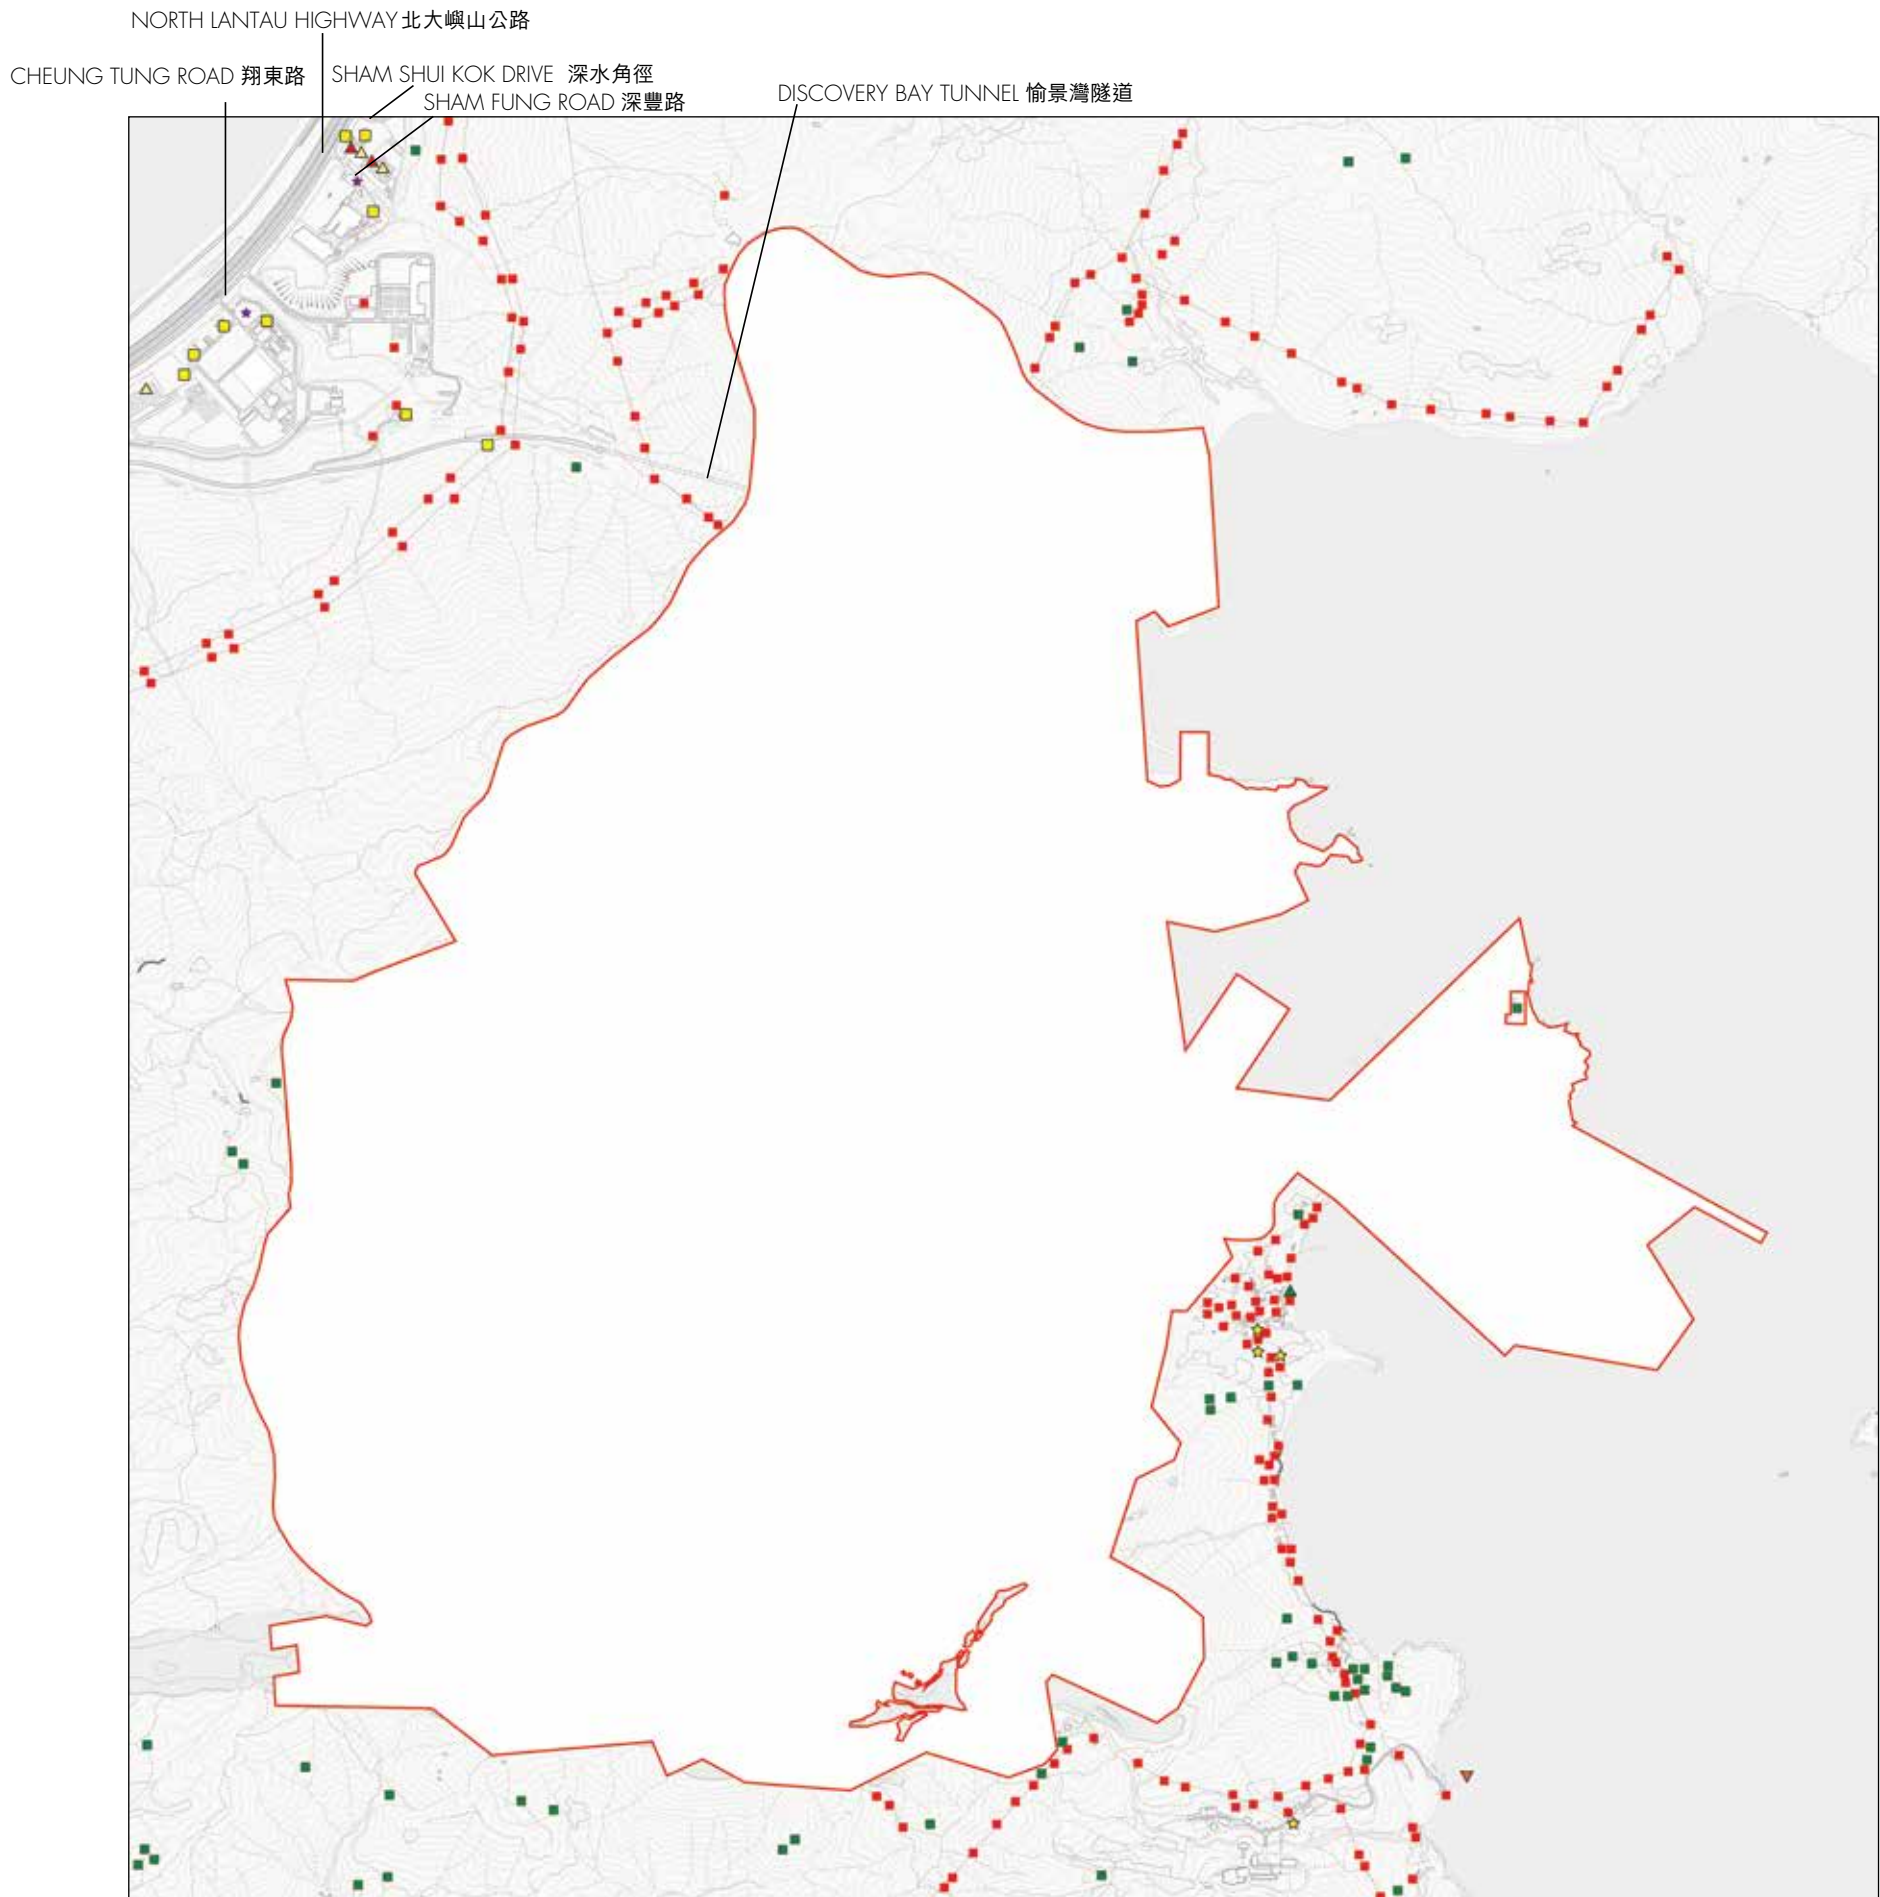 NORTH LANTAU HIGHWAY 北大嶼山公路
CHEUNG TUNG ROAD 翔東路
SHAM SHUI KOK DRIVE 深水角徑
SHAM FUNG ROAD 深豐路
DISCOVERY BAY TUNNEL 愉景灣隧道